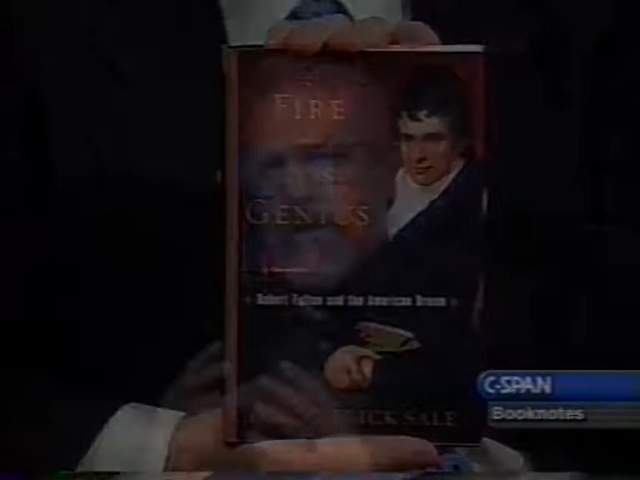 FIRE
GENIUS
Robert Fulton and the American Dream
SALE
C-SPAN
Booknotes